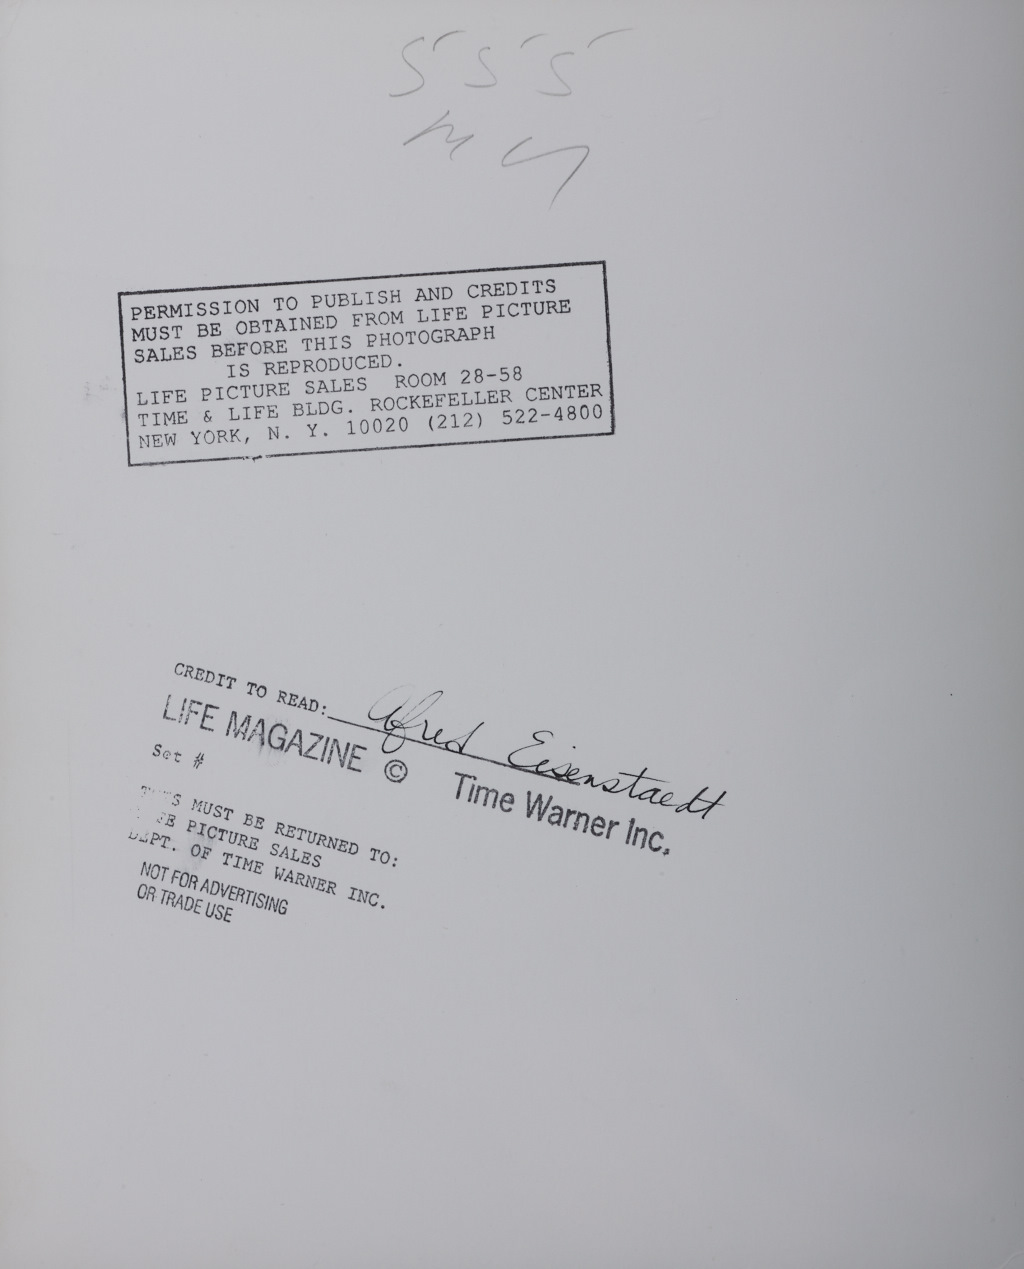 555
PERMISSION TO PUBLISH AND CREDITS
MUST BE OBTAINED FROM LIFE PICTURE
SALES BEFORE THIS PHOTOGRAPH
IS REPRODUCED.
LIFE PICTURE SALES ROOM 28-58
TIME & LIFE BLDG. ROCKEFELLER CENTER
NEW YORK, N. Y. 10020 (212) 522-4800
CREDIT TO READ: Alfred Eisenstaedt
LIFE MAGAZINE © Time Warner Inc.
Set #
MUST BE RETURNED TO:
PICTURE SALES
DEPT. OF TIME WARNER INC.
NOT FOR ADVERTISING
OR TRADE USE